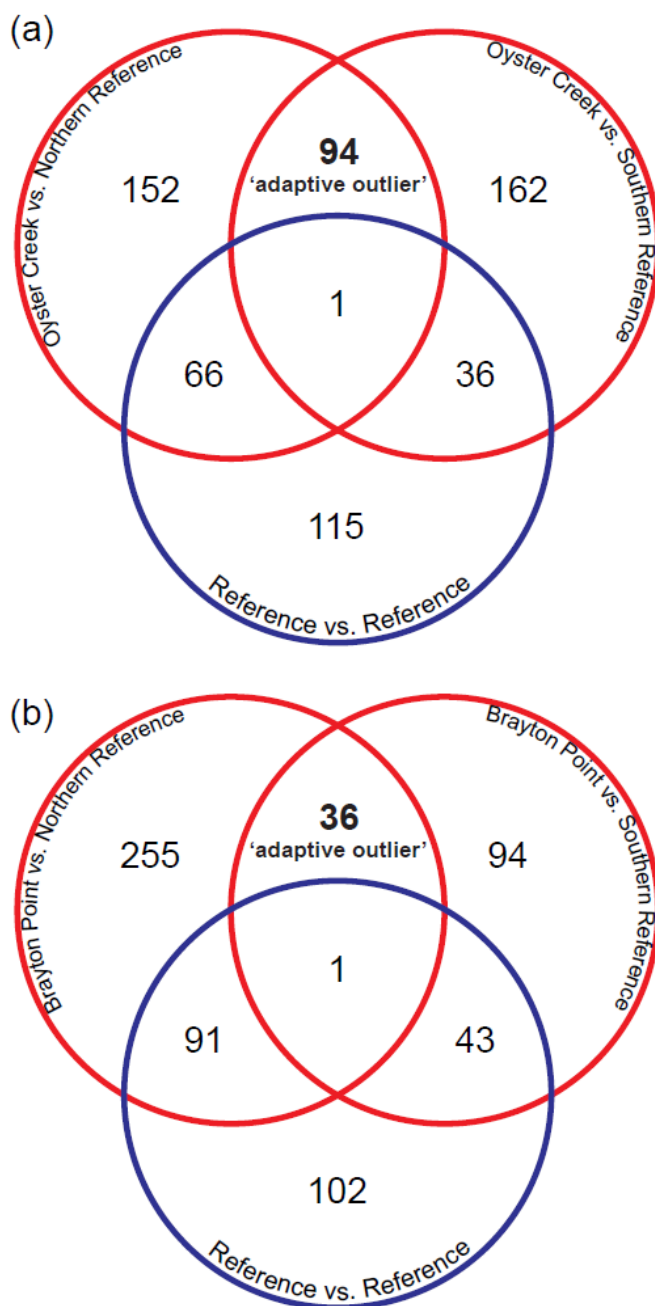 (a)
Oyster Creek vs. Northern Reference
Oyster Creek vs. Southern Reference
94
'adaptive outlier'
152
162
1
66
36
115
Reference vs. Reference
(b)
Brayton Point vs. Northern Reference
Brayton Point vs. Southern Reference
36
'adaptive outlier'
255
94
1
91
43
102
Reference vs. Reference